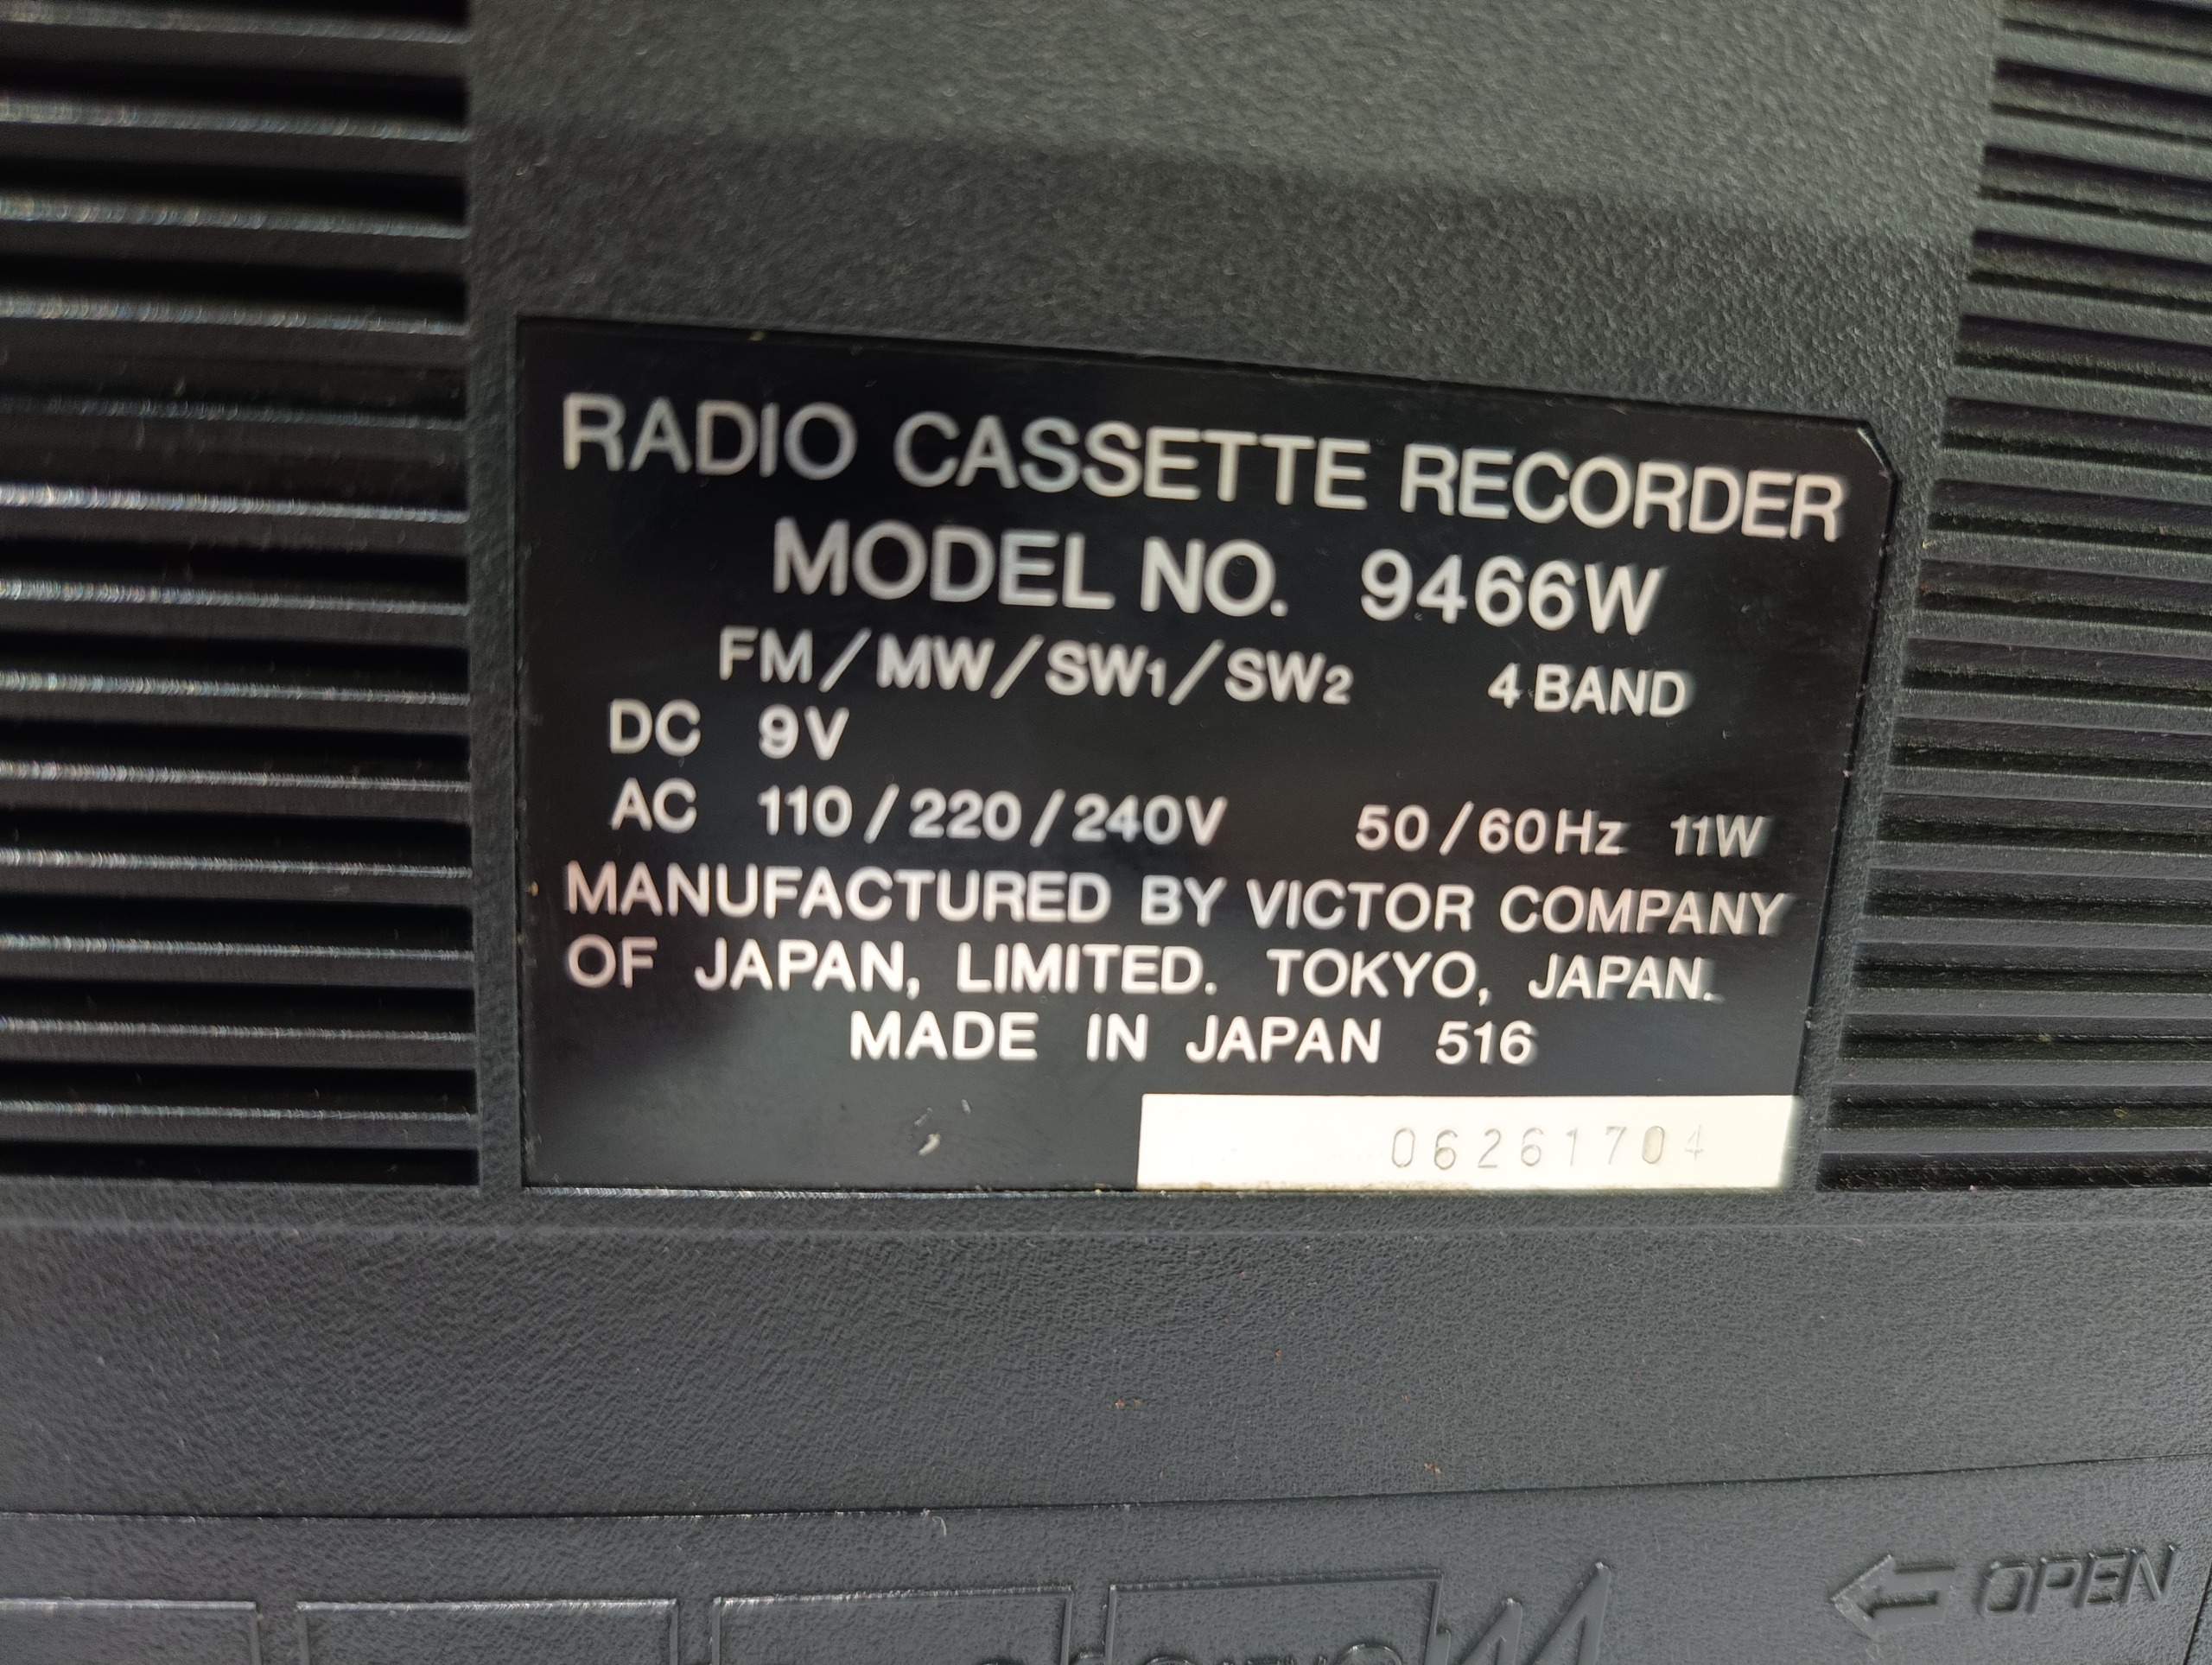 RADIO CASSETTE RECORDER
MODEL NO. 9466W
FM/MW/SW1/SW2 4 BAND
DC 9V
AC 110/220/240V 50/60Hz 11W
MANUFACTURED BY VICTOR COMPANY
OF JAPAN, LIMITED. TOKYO, JAPAN.
MADE IN JAPAN 516
06261704
OPEN